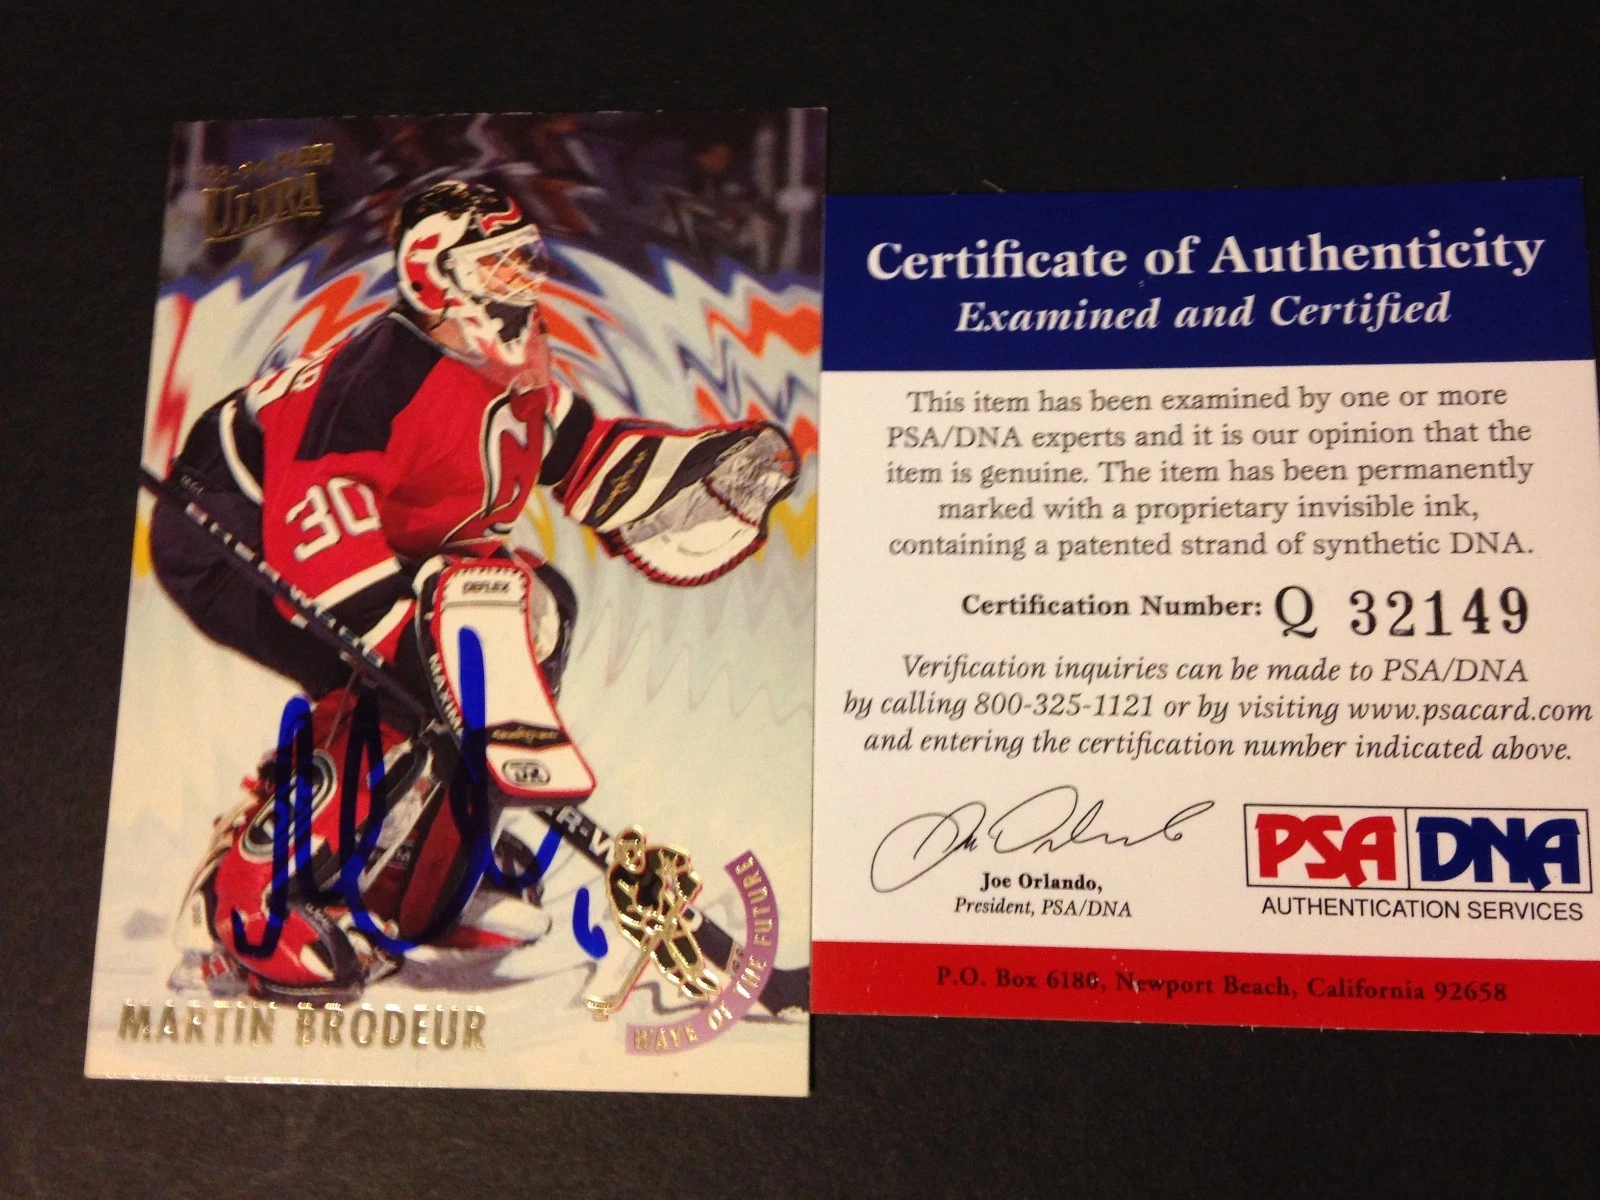 93-94 FLEER
ULTRA
30
DEFLEX
MARTIN BRODEUR
WAVE OF THE FUTURE
Certificate of Authenticity
Examined and Certified
This item has been examined by one or more
PSA/DNA experts and it is our opinion that the
item is genuine. The item has been permanently
marked with a proprietary invisible ink,
containing a patented strand of synthetic DNA.
Certification Number: Q 32149
Verification inquiries can be made to PSA/DNA
by calling 800-325-1121 or by visiting www.psacard.com
and entering the certification number indicated above.
Joe Orlando,
President, PSA/DNA
PSA DNA
AUTHENTICATION SERVICES
P.O. Box 6180, Newport Beach, California 92658